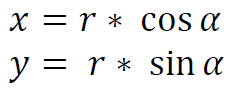 x = r * cos α
y = r * sin α